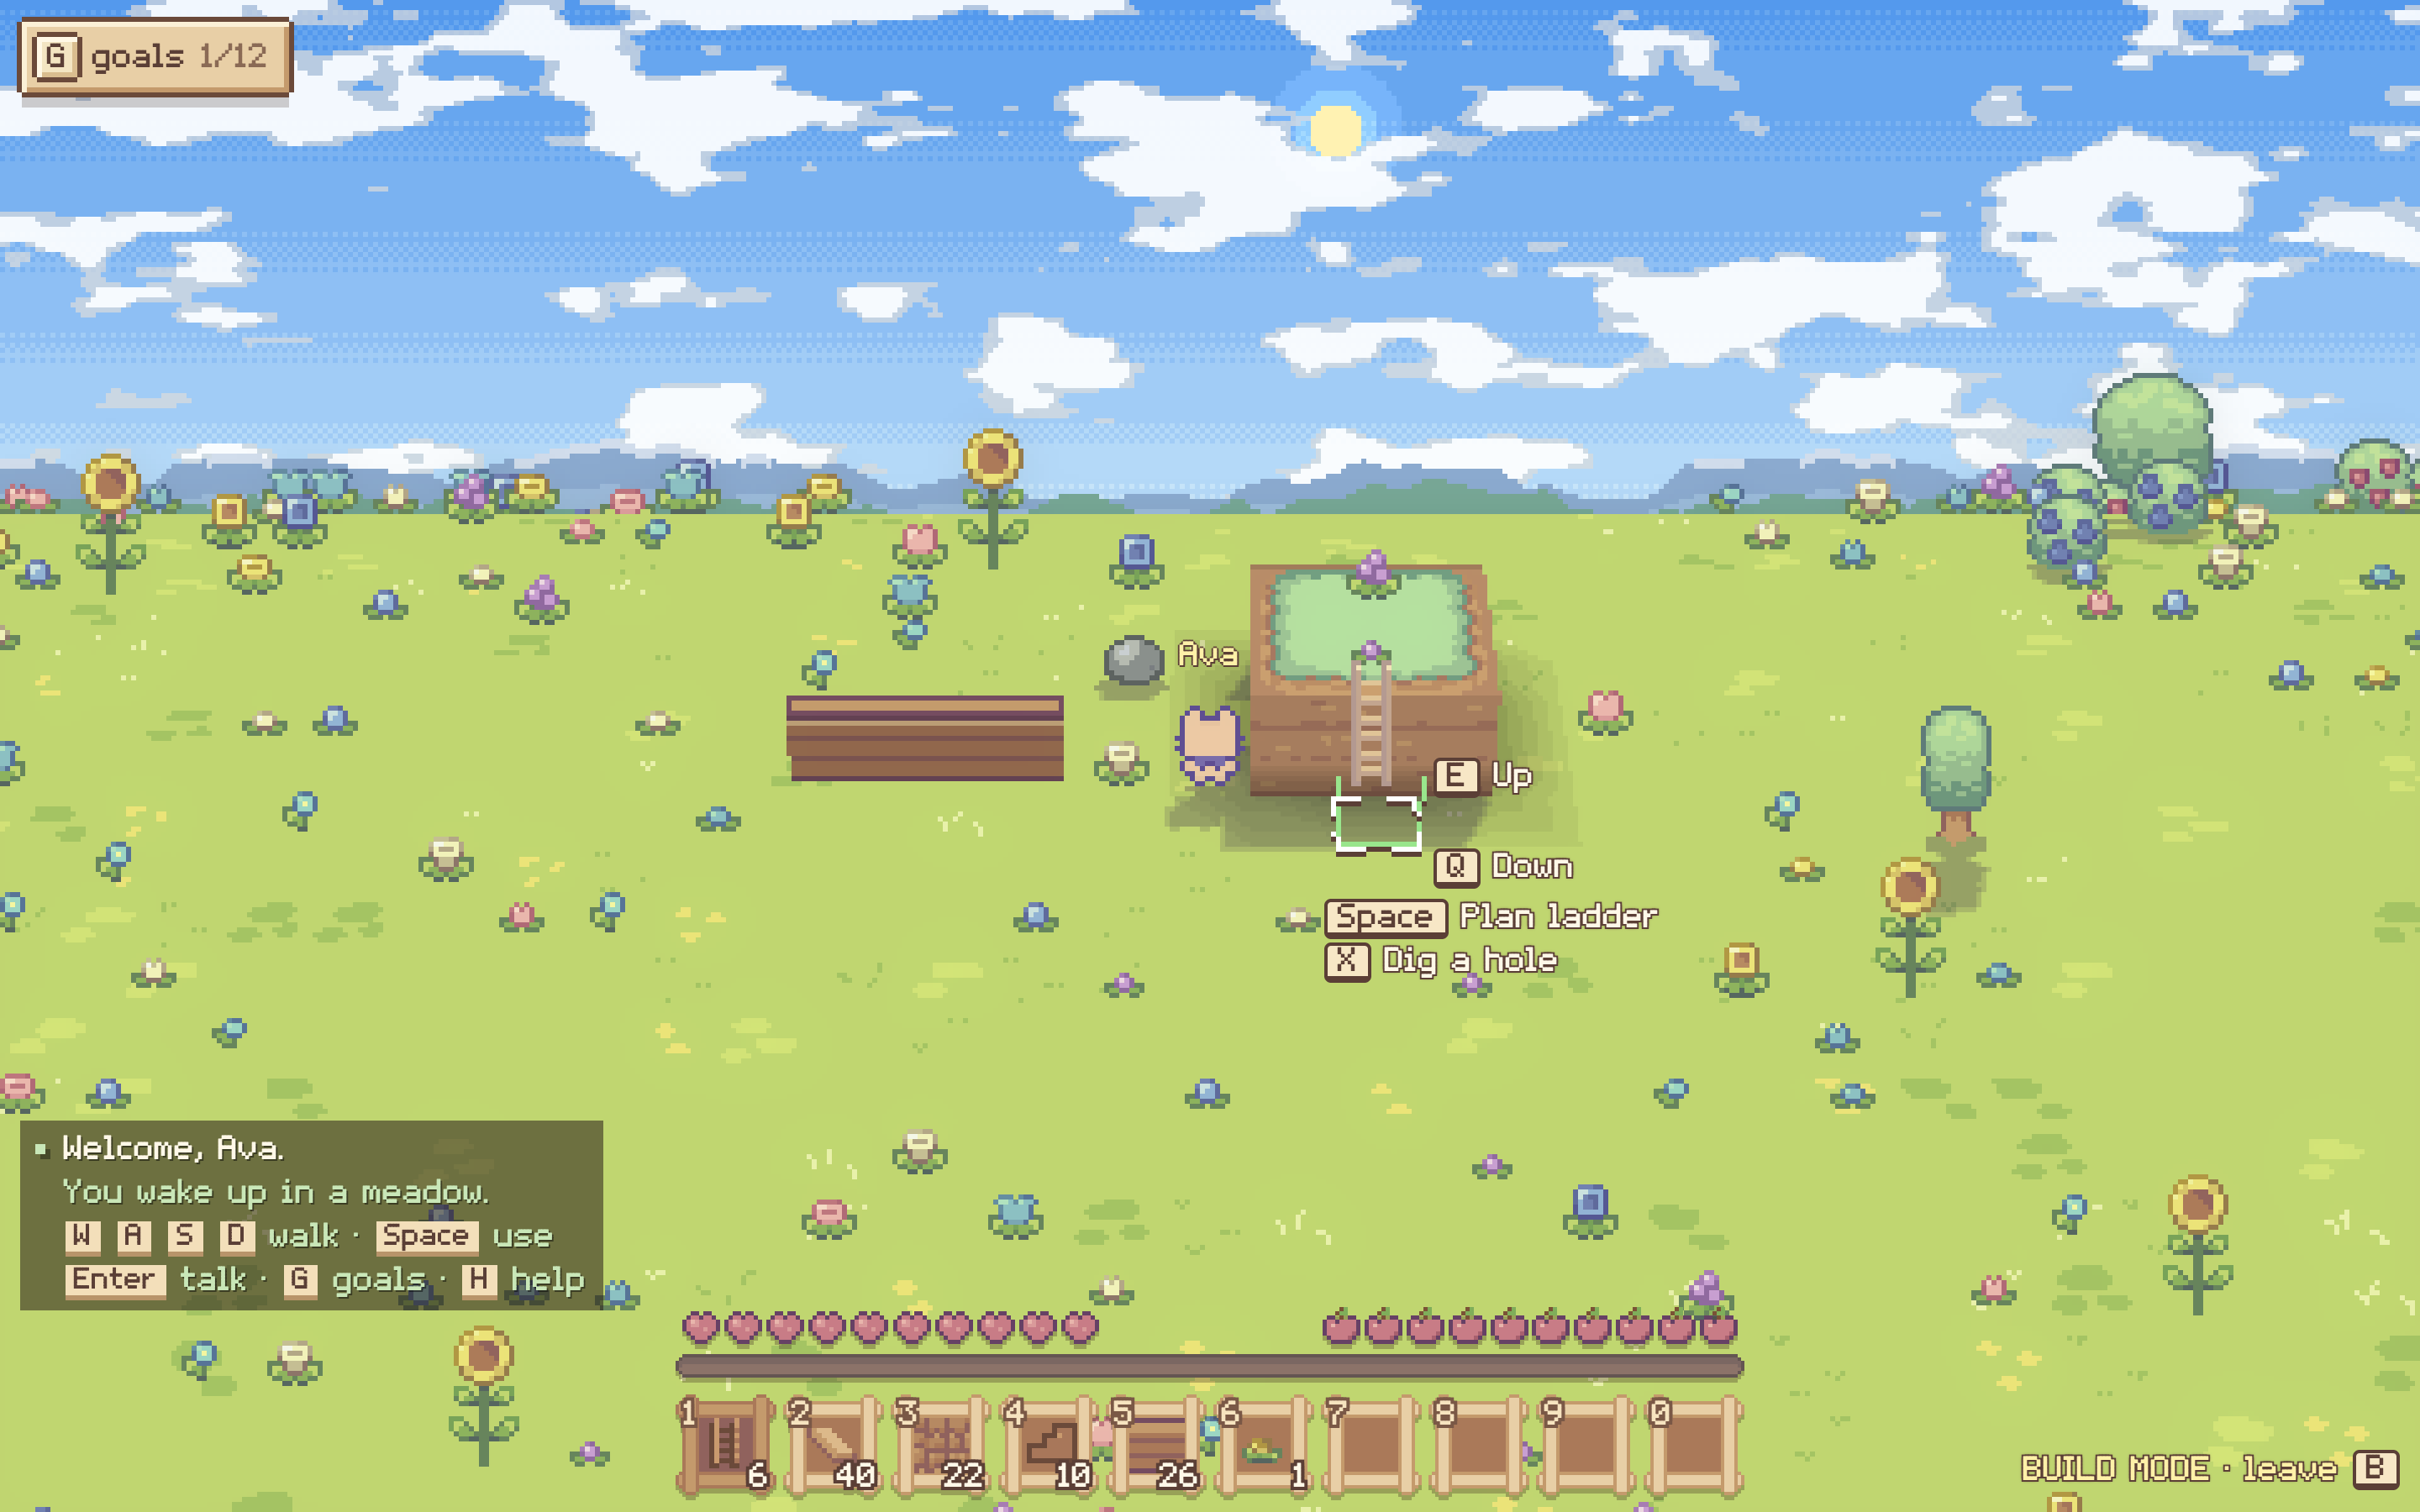 G goals 1/12
Ava
E Up
Q Down
Space Plan ladder
X Dig a hole
Welcome, Ava.
You wake up in a meadow.
W A S D walk · Space use
Enter talk · G goals · H help
1 2 3 4 5 6 7 8 9 0
6 40 22 10 26 1
BUILD MODE · leave B